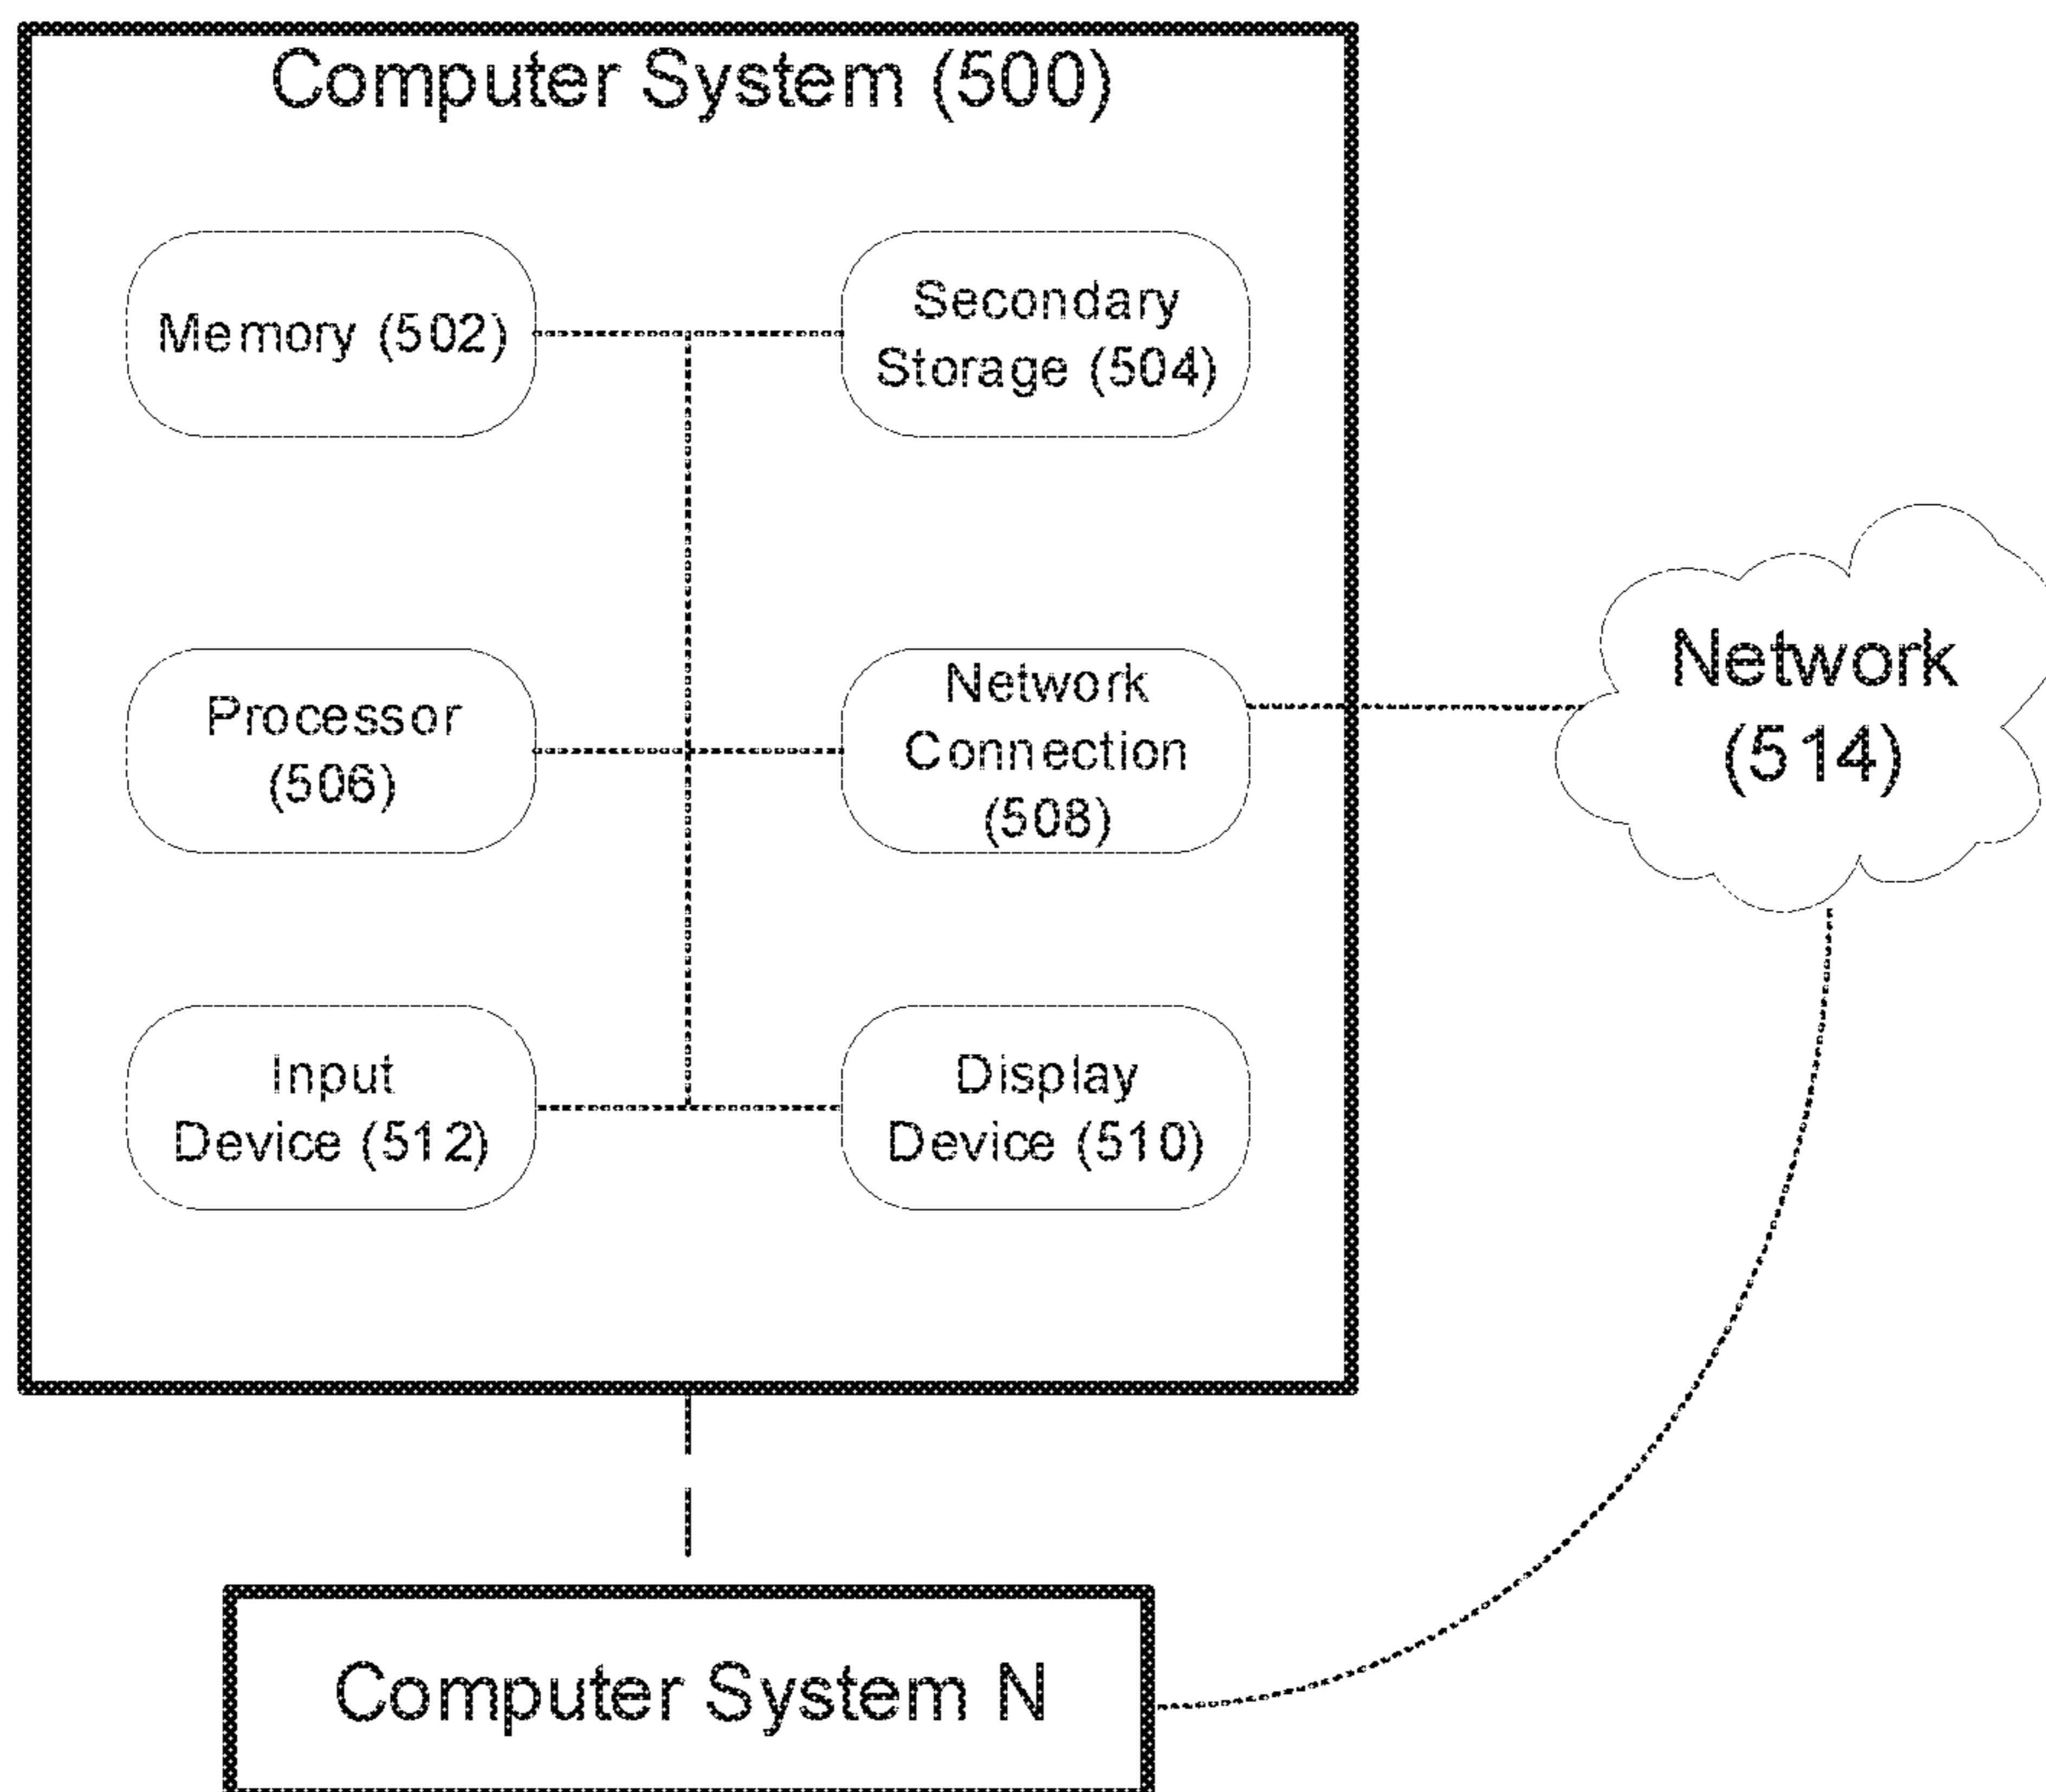 Computer System (500)
Memory (502)
Secondary
Storage (504)
Processor
(506)
Network
Connection
(508)
Network
(514)
Input
Device (512)
Display
Device (510)
Computer System N